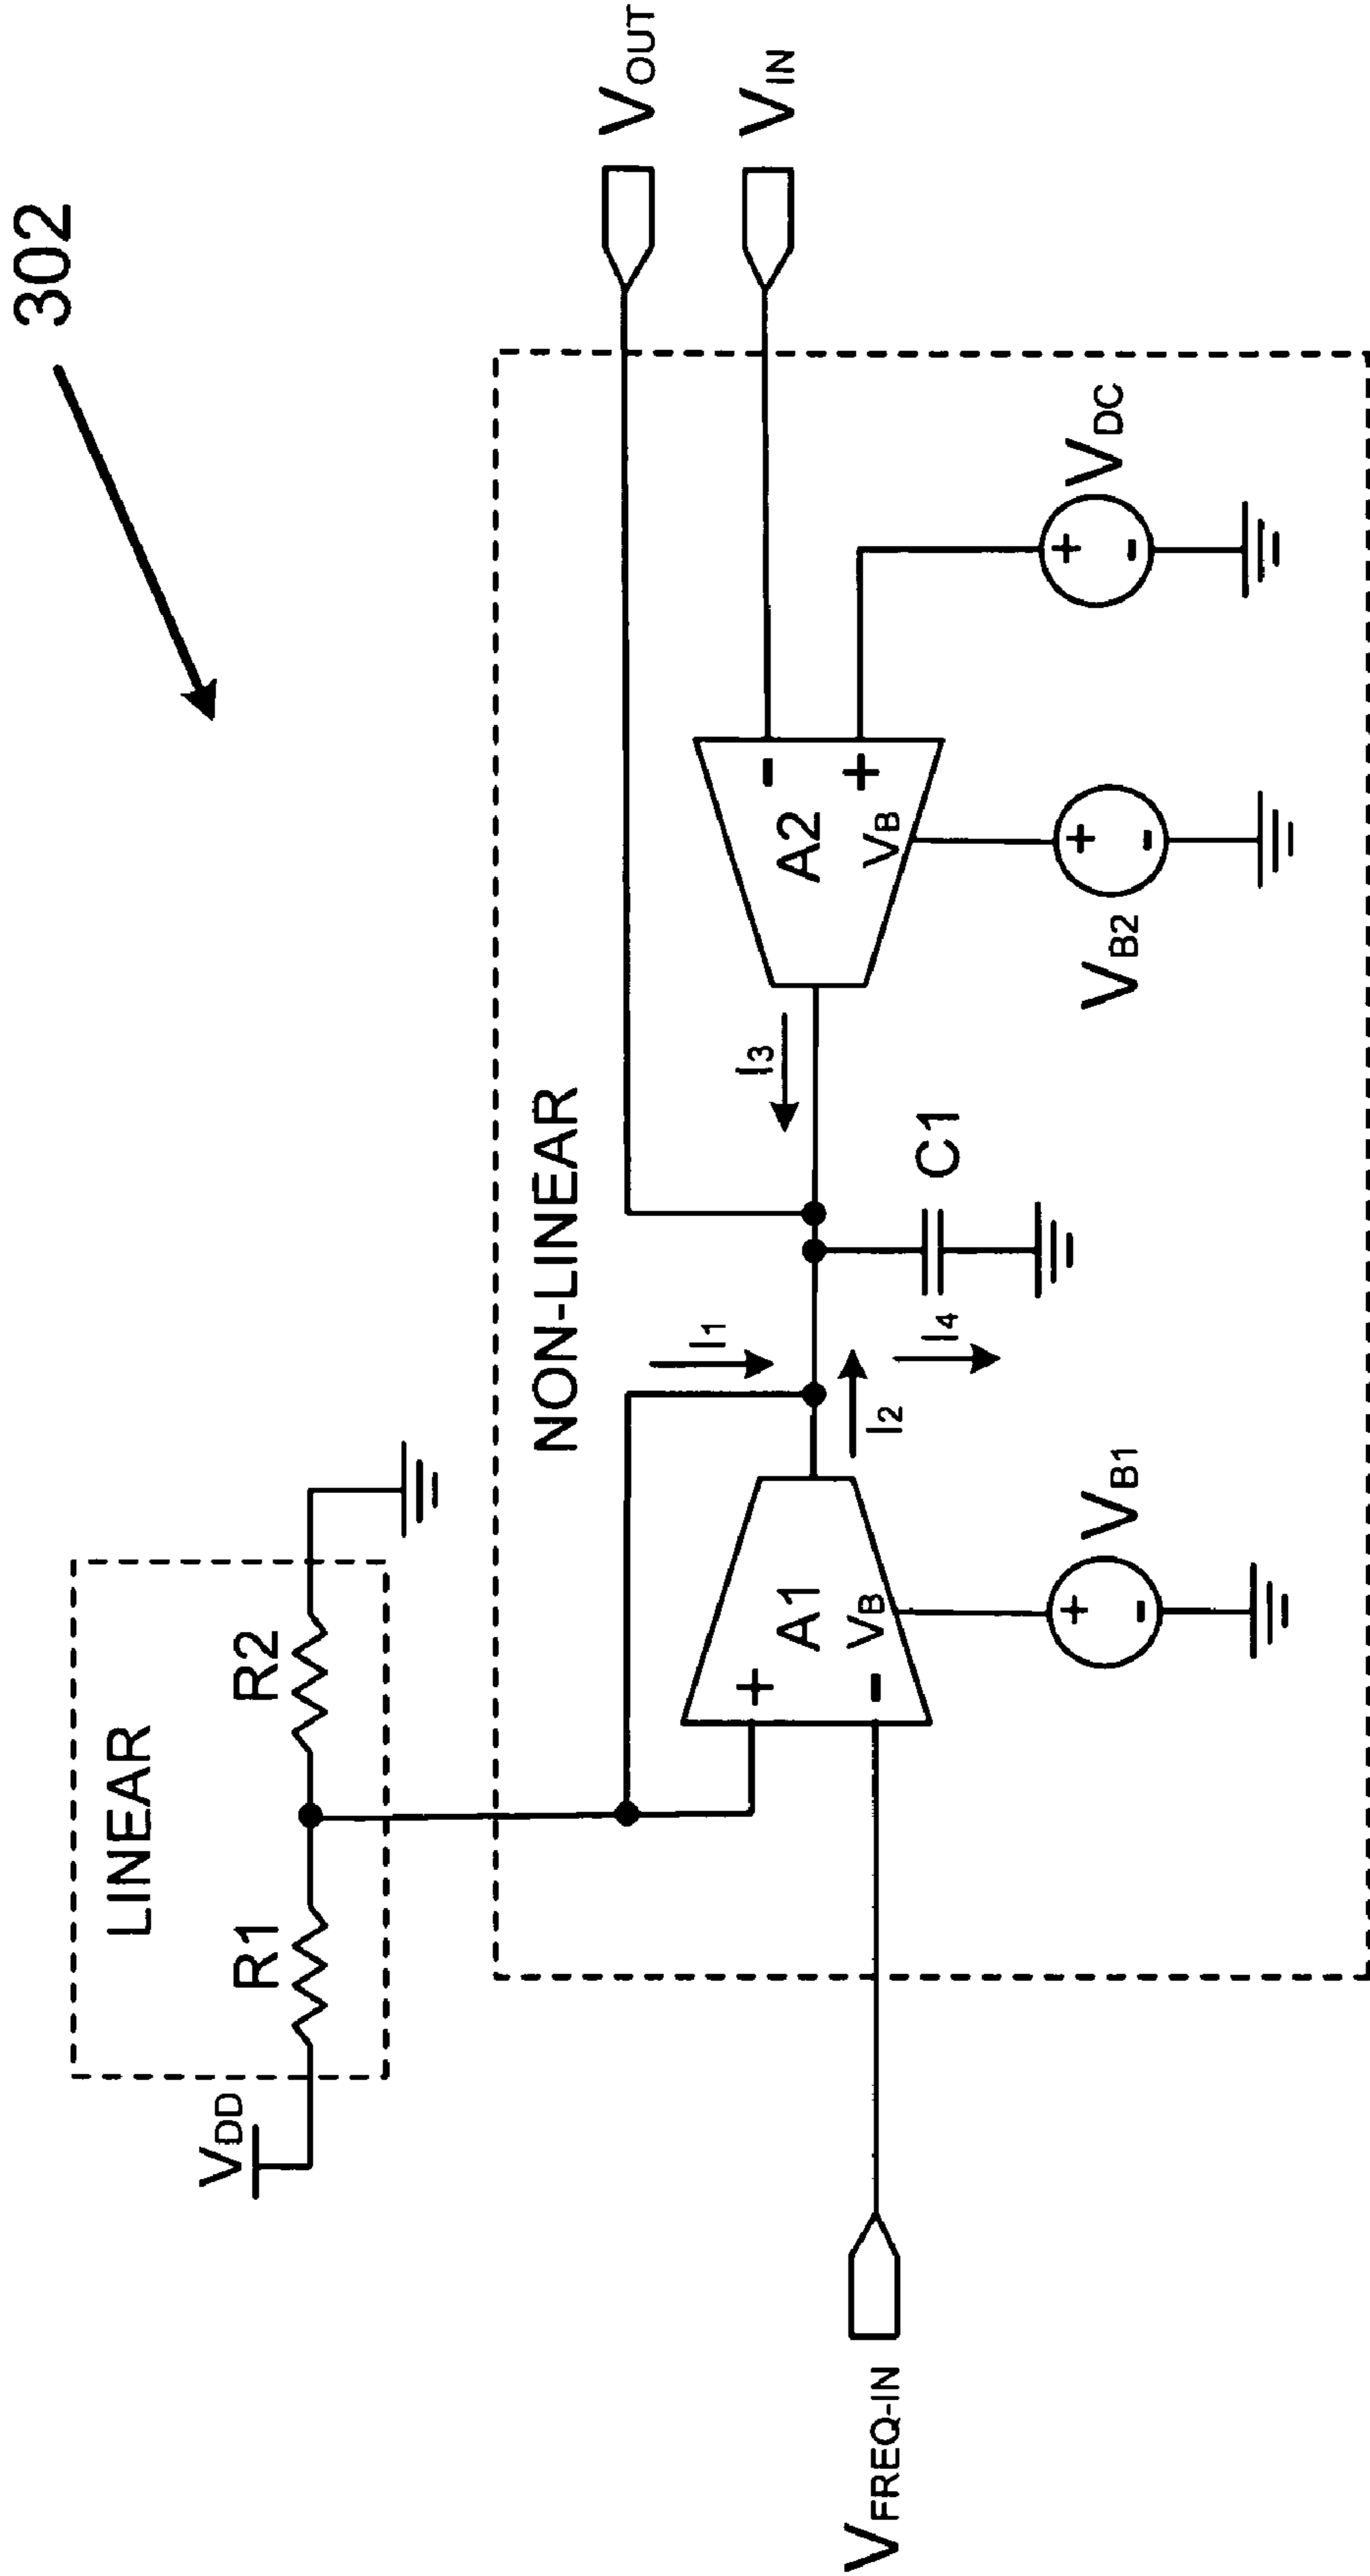 302
LINEAR
VDD
R1
R2
NON-LINEAR
VOUT
VIN
I1
I3
+
A1
VB
-
I2
I4
C1
-
A2
VB
+
VFREQ-IN
VB1
+
-
VB2
+
-
VDC
+
-